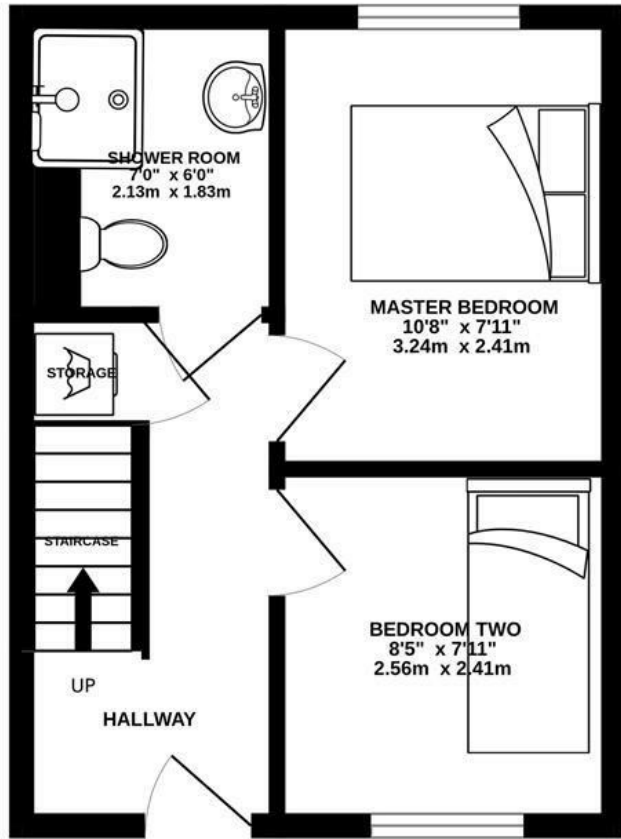 SHOWER ROOM
7'0" x 6'0"
2.13m x 1.83m
MASTER BEDROOM
10'8" x 7'11"
3.24m x 2.41m
STORAGE
STAIRCASE
BEDROOM TWO
8'5" x 7'11"
2.56m x 2.41m
UP
HALLWAY